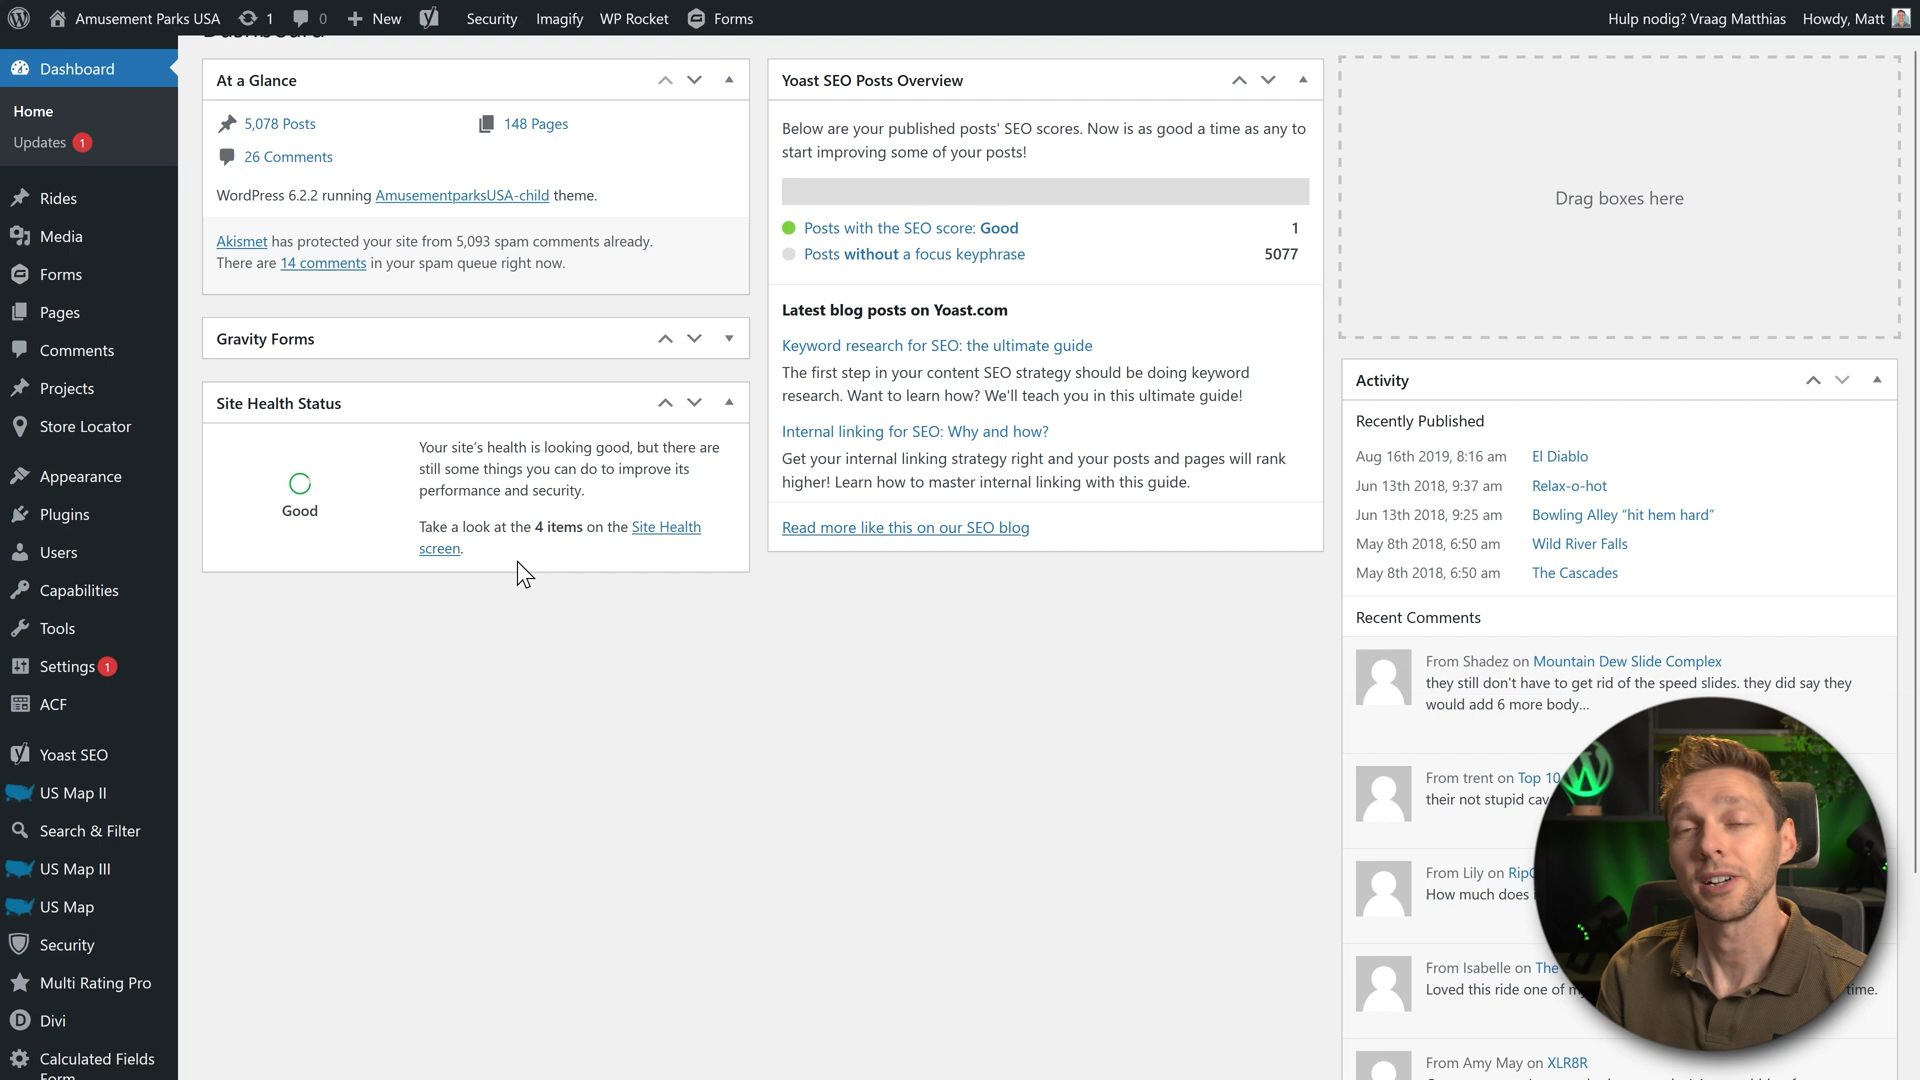 Amusement Parks USA 1 0 New Security Imagify WP Rocket Forms Hulp nodig? Vraag Matthias Howdy, Matt
Dashboard
Dashboard
Home
Updates 1
Rides
Media
Forms
Pages
Comments
Projects
Store Locator
Appearance
Plugins
Users
Capabilities
Tools
Settings 1
ACF
Yoast SEO
US Map II
Search & Filter
US Map III
US Map
Security
Multi Rating Pro
Divi
Calculated Fields
Form
At a Glance
5,078 Posts
148 Pages
26 Comments
WordPress 6.2.2 running AmusementparksUSA-child theme.
Akismet has protected your site from 5,093 spam comments already.
There are 14 comments in your spam queue right now.
Gravity Forms
Site Health Status
Good
Your site's health is looking good, but there are
still some things you can do to improve its
performance and security.
Take a look at the 4 items on the Site Health
screen.
Yoast SEO Posts Overview
Below are your published posts' SEO scores. Now is as good a time as any to
start improving some of your posts!
Posts with the SEO score: Good 1
Posts without a focus keyphrase 5077
Latest blog posts on Yoast.com
Keyword research for SEO: the ultimate guide
The first step in your content SEO strategy should be doing keyword
research. Want to learn how? We'll teach you in this ultimate guide!
Internal linking for SEO: Why and how?
Get your internal linking strategy right and your posts and pages will rank
higher! Learn how to master internal linking with this guide.
Read more like this on our SEO blog
Drag boxes here
Activity
Recently Published
Aug 16th 2019, 8:16 am El Diablo
Jun 13th 2018, 9:37 am Relax-o-hot
Jun 13th 2018, 9:25 am Bowling Alley “hit hem hard”
May 8th 2018, 6:50 am Wild River Falls
May 8th 2018, 6:50 am The Cascades
Recent Comments
From Shadez on Mountain Dew Slide Complex
they still don't have to get rid of the speed slides. they did say they
would add 6 more body...
From trent on Top 10
their not stupid
From Lily on
How much does
From Isabelle on The
Loved this ride one of time.
From Amy May on XLR8R